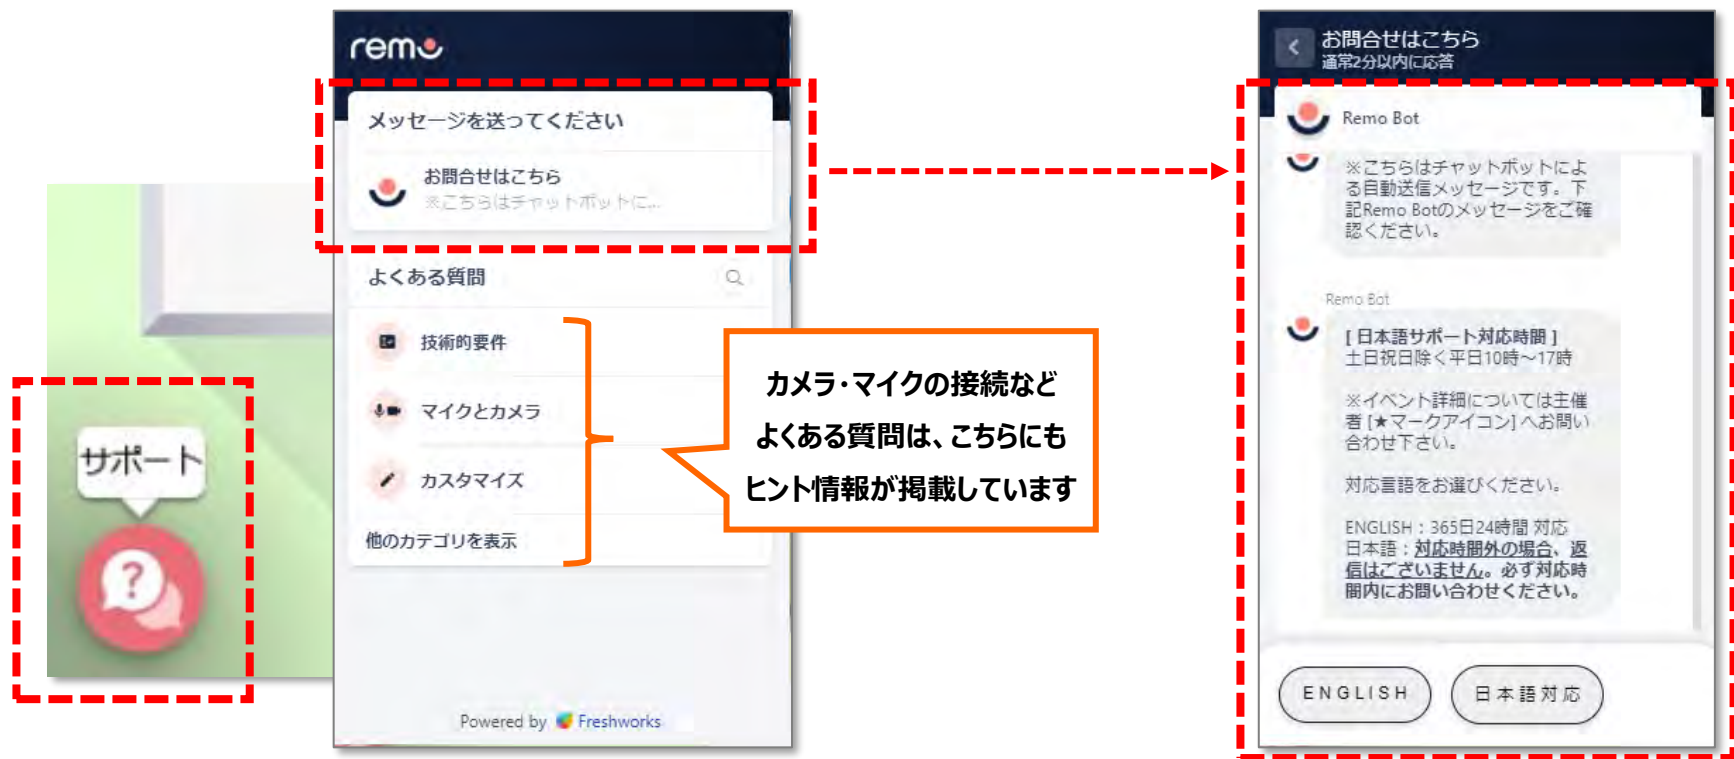 サポート
remo
メッセージを送ってください
お問合せはこちら
※こちらはチャットボットに...
よくある質問
技術的要件
マイクとカメラ
カスタマイズ
他のカテゴリを表示
Powered by Freshworks
カメラ・マイクの接続など
よくある質問は、こちらにも
ヒント情報が掲載しています
お問合せはこちら
通常2分以内に応答
Remo Bot
※こちらはチャットボットによ
る自動送信メッセージです。下
記Remo Botのメッセージをご確
認ください。
Remo Bot
[ 日本語サポート対応時間 ]
土日祝日除く平日10時～17時
※イベント詳細については主催
者 [★マークアイコン] へお問い
合わせ下さい。
対応言語をお選びください。
ENGLISH：365日24時間 対応
日本語：対応時間外の場合、返
信はございません。必ず対応時
間内にお問い合わせください。
ENGLISH
日本語対応